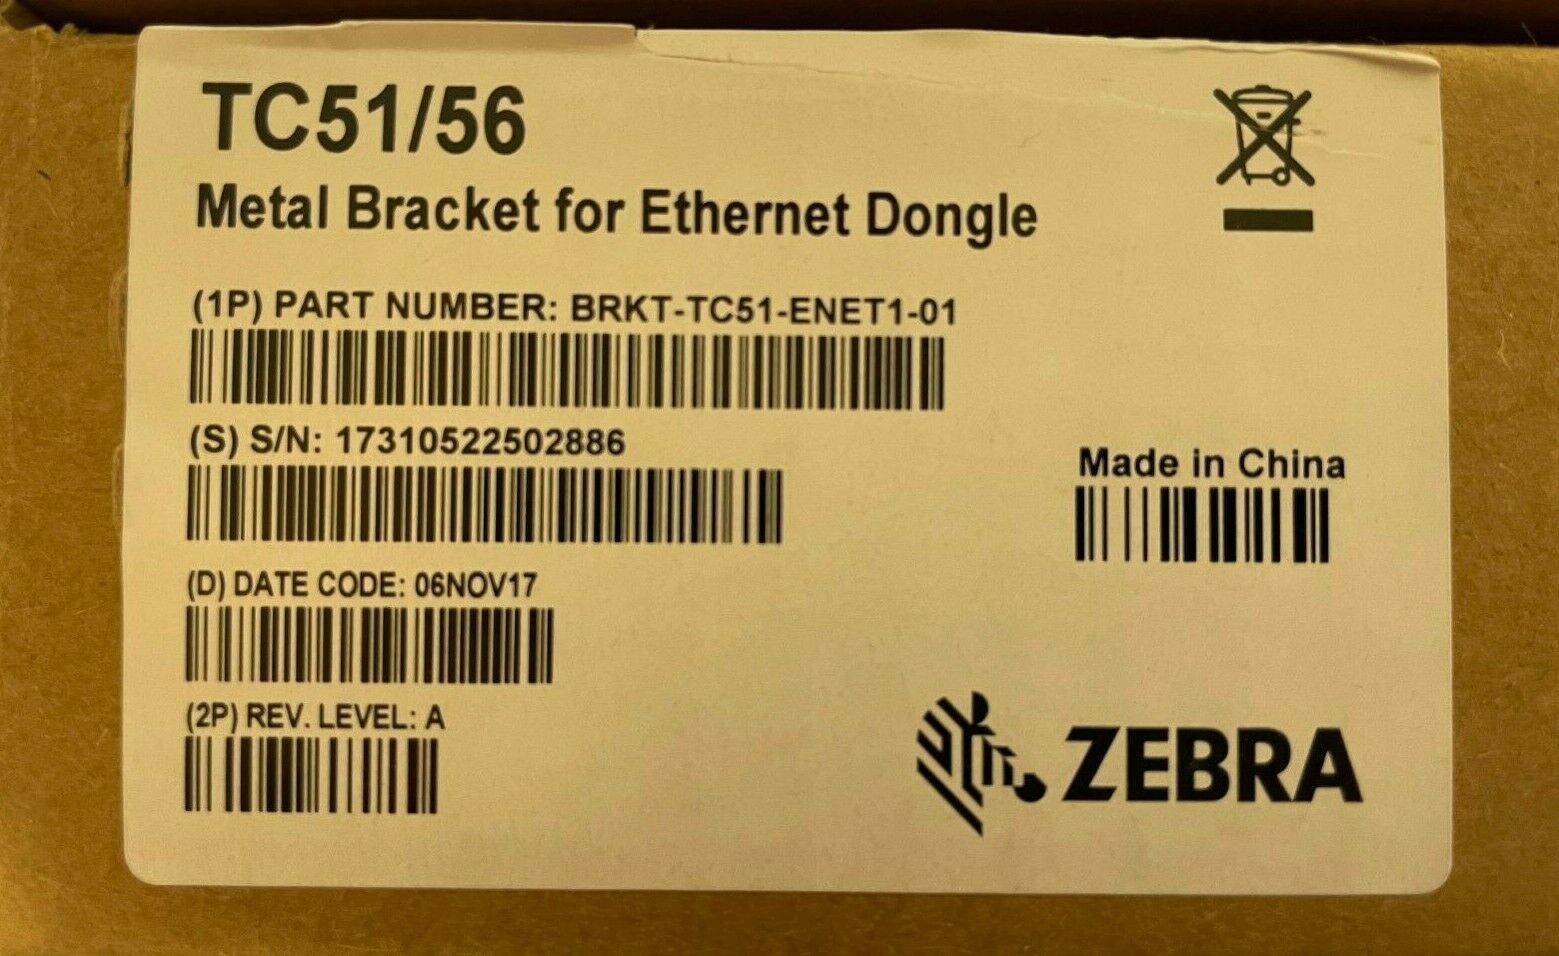 TC51/56
Metal Bracket for Ethernet Dongle
(1P) PART NUMBER: BRKT-TC51-ENET1-01
(S) S/N: 17310522502886
Made in China
(D) DATE CODE: 06NOV17
(2P) REV. LEVEL: A
ZEBRA